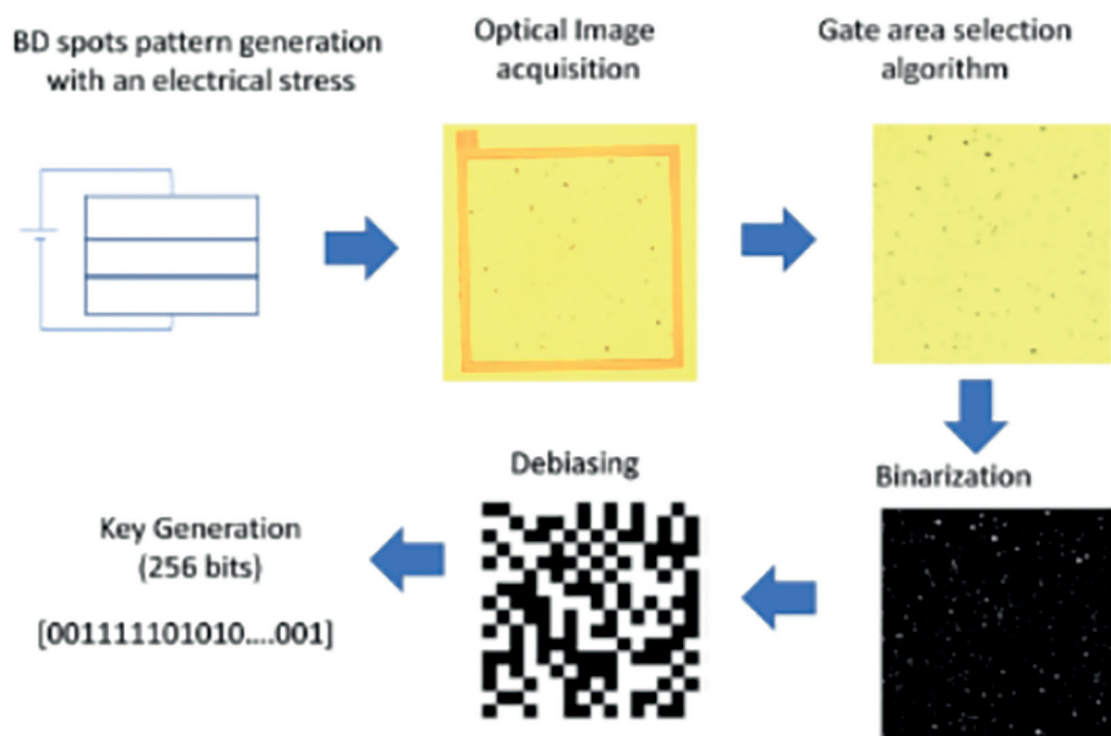 BD spots pattern generation
with an electrical stress
Optical Image
acquisition
Gate area selection
algorithm
Binarization
Debiasing
Key Generation
(256 bits)
[001111101010....001]